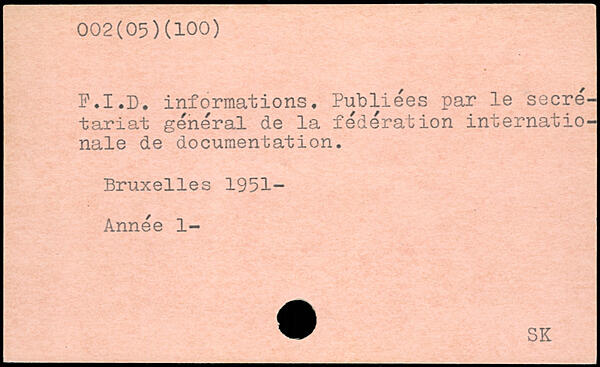 002(05)(100)
F.I.D. informations. Publiées par le secré-
tariat général de la fédération internatio-
nale de documentation.
Bruxelles 1951-
Année 1-
SK